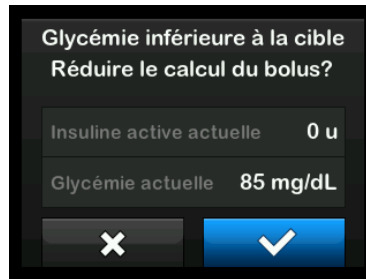 Glycémie inférieure à la cible
Réduire le calcul du bolus?
Insuline active actuelle 0 u
Glycémie actuelle 85 mg/dL